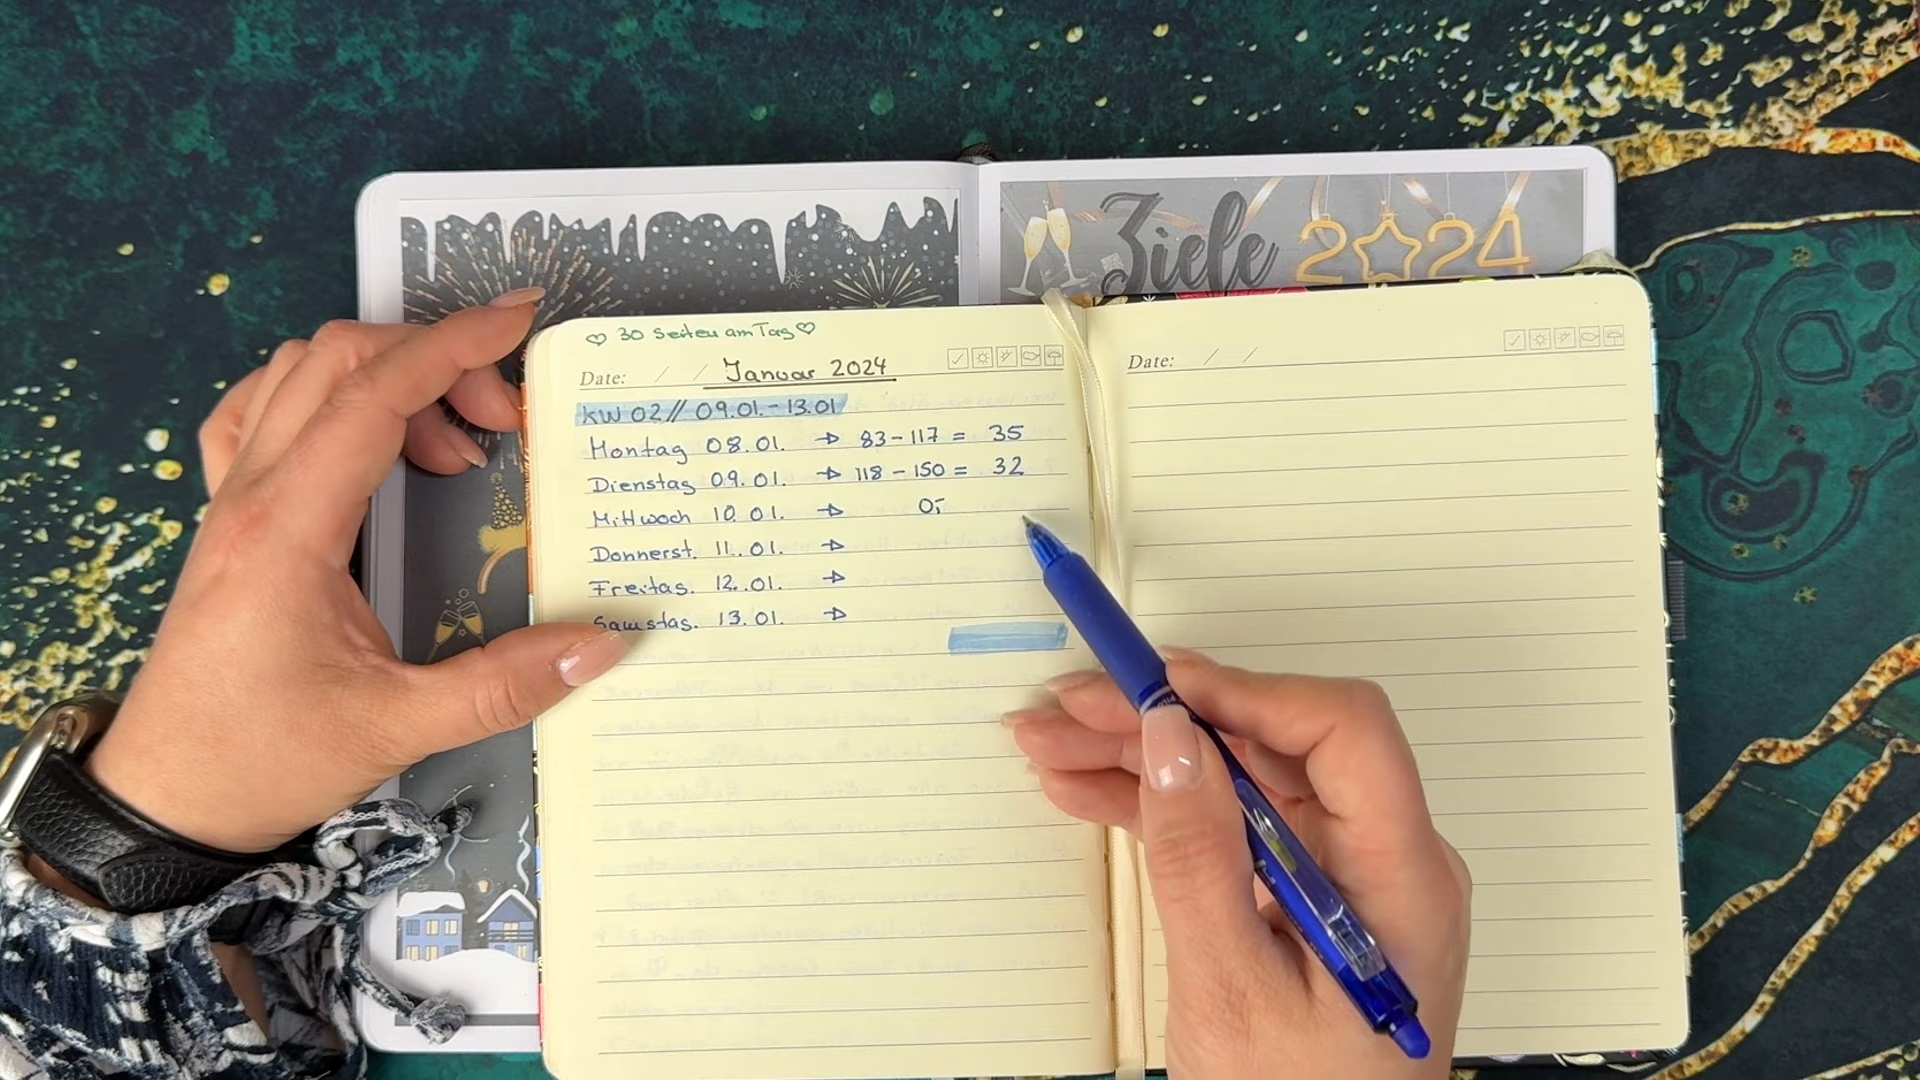 Ziele 2024
♡ 30 Seiten am Tag ♡
Date: / / Januar 2024
KW 02 // 09.01. - 13.01
Montag 08.01. → 83 - 117 = 35
Dienstag 09.01. → 118 - 150 = 32
Mittwoch 10.01. → 0,-
Donnerst. 11.01. →
Freitag. 12.01. →
Samstag. 13.01. →
Date: / /